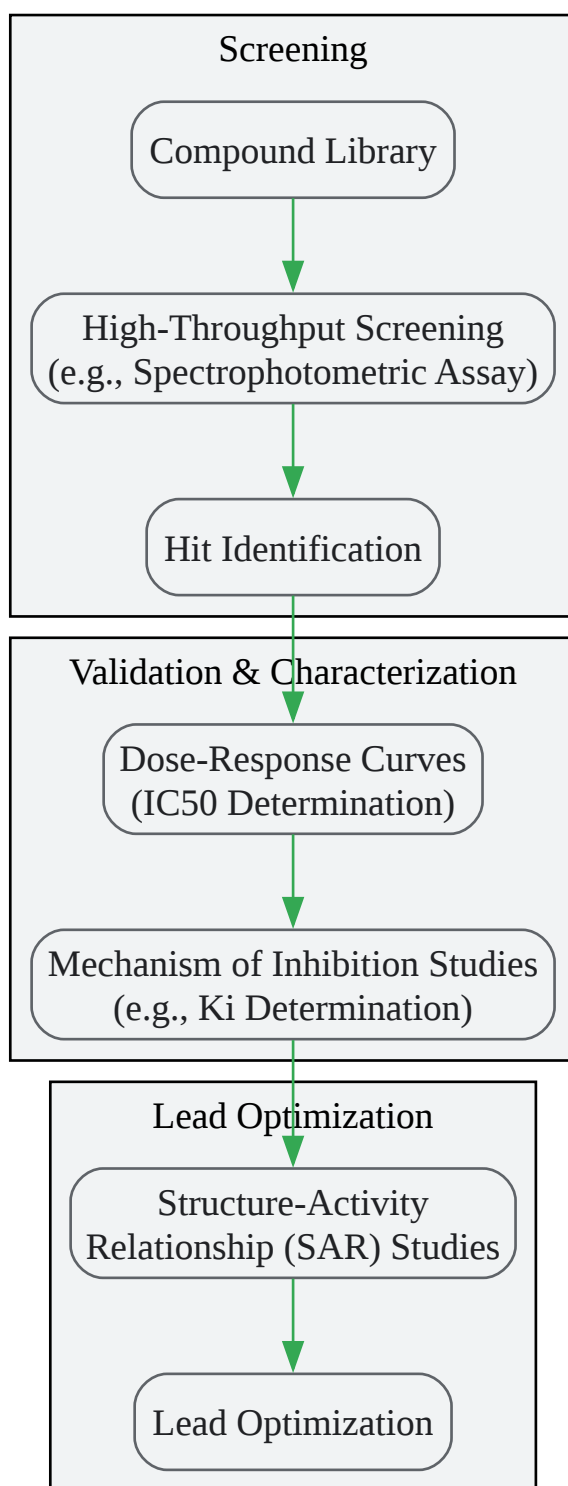 Screening
Compound Library
High-Throughput Screening
(e.g., Spectrophotometric Assay)
Hit Identification
Validation & Characterization
Dose-Response Curves
(IC50 Determination)
Mechanism of Inhibition Studies
(e.g., Ki Determination)
Lead Optimization
Structure-Activity
Relationship (SAR) Studies
Lead Optimization